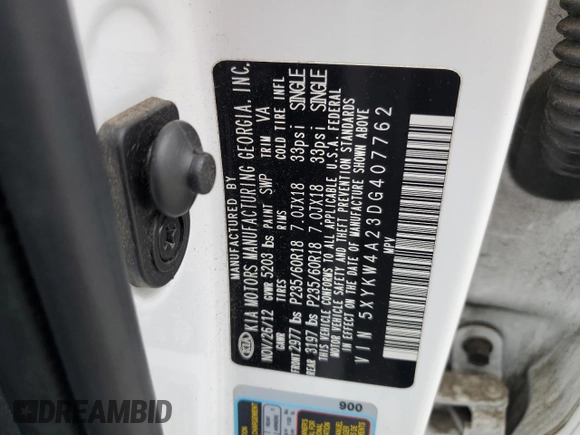 KIA
MANUFACTURED BY
KIA MOTORS MANUFACTURING GEORGIA, INC.
NOV/26/12 GVWR 5203 lbs PAINT SWP TRIM VA
GAWR TIRES RIMS COLD TIRE INFL
FRONT 2977 lbs P235/60R18 7.0JX18 33psi SINGLE
REAR 3197 lbs P235/60R18 7.0JX18 33psi SINGLE
THIS VEHICLE CONFORMS TO ALL APPLICABLE U.S.A. FEDERAL
MOTOR VEHICLE SAFETY AND THEFT PREVENTION STANDARDS
IN EFFECT ON THE DATE OF MANUFACTURE SHOWN ABOVE
VIN 5XYKW4A23DG407762
MPV
900
DREAMBID